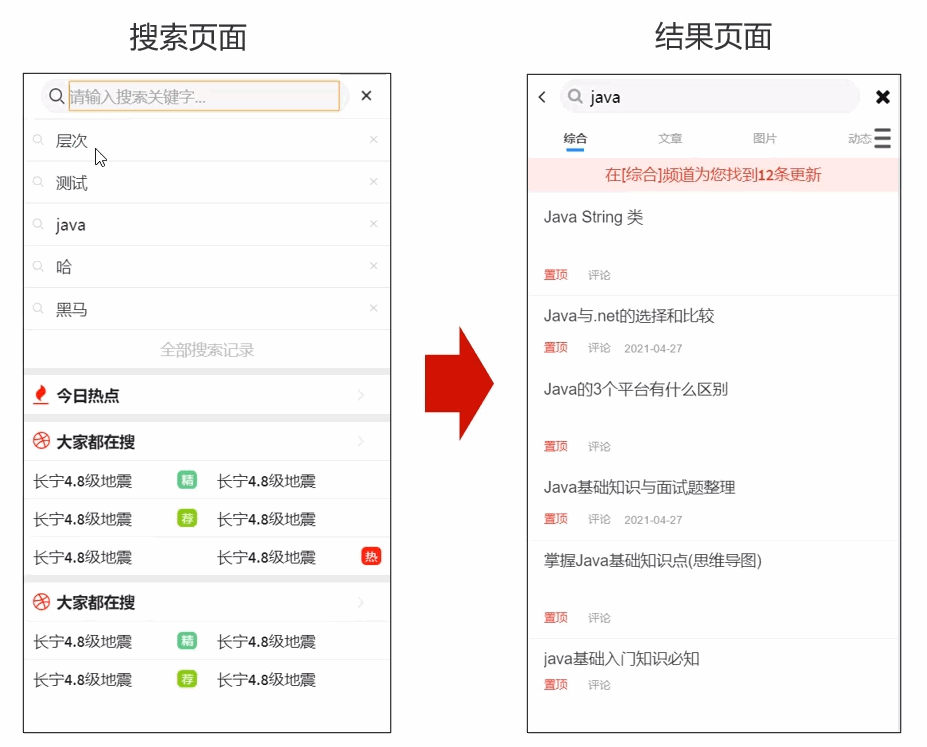 搜索页面
请输入搜索关键字...
层次
测试
java
哈
黑马
全部搜索记录
今日热点
大家都在搜
长宁4.8级地震 精 长宁4.8级地震
长宁4.8级地震 荐 长宁4.8级地震
长宁4.8级地震 长宁4.8级地震 热
大家都在搜
长宁4.8级地震 精 长宁4.8级地震
长宁4.8级地震 荐 长宁4.8级地震
结果页面
java
综合 文章 图片 动态
在[综合]频道为您找到12条更新
Java String 类
置顶 评论
Java与.net的选择和比较
置顶 评论 2021-04-27
Java的3个平台有什么区别
置顶 评论
Java基础知识与面试题整理
置顶 评论 2021-04-27
掌握Java基础知识点(思维导图)
置顶 评论
java基础入门知识必知
置顶 评论